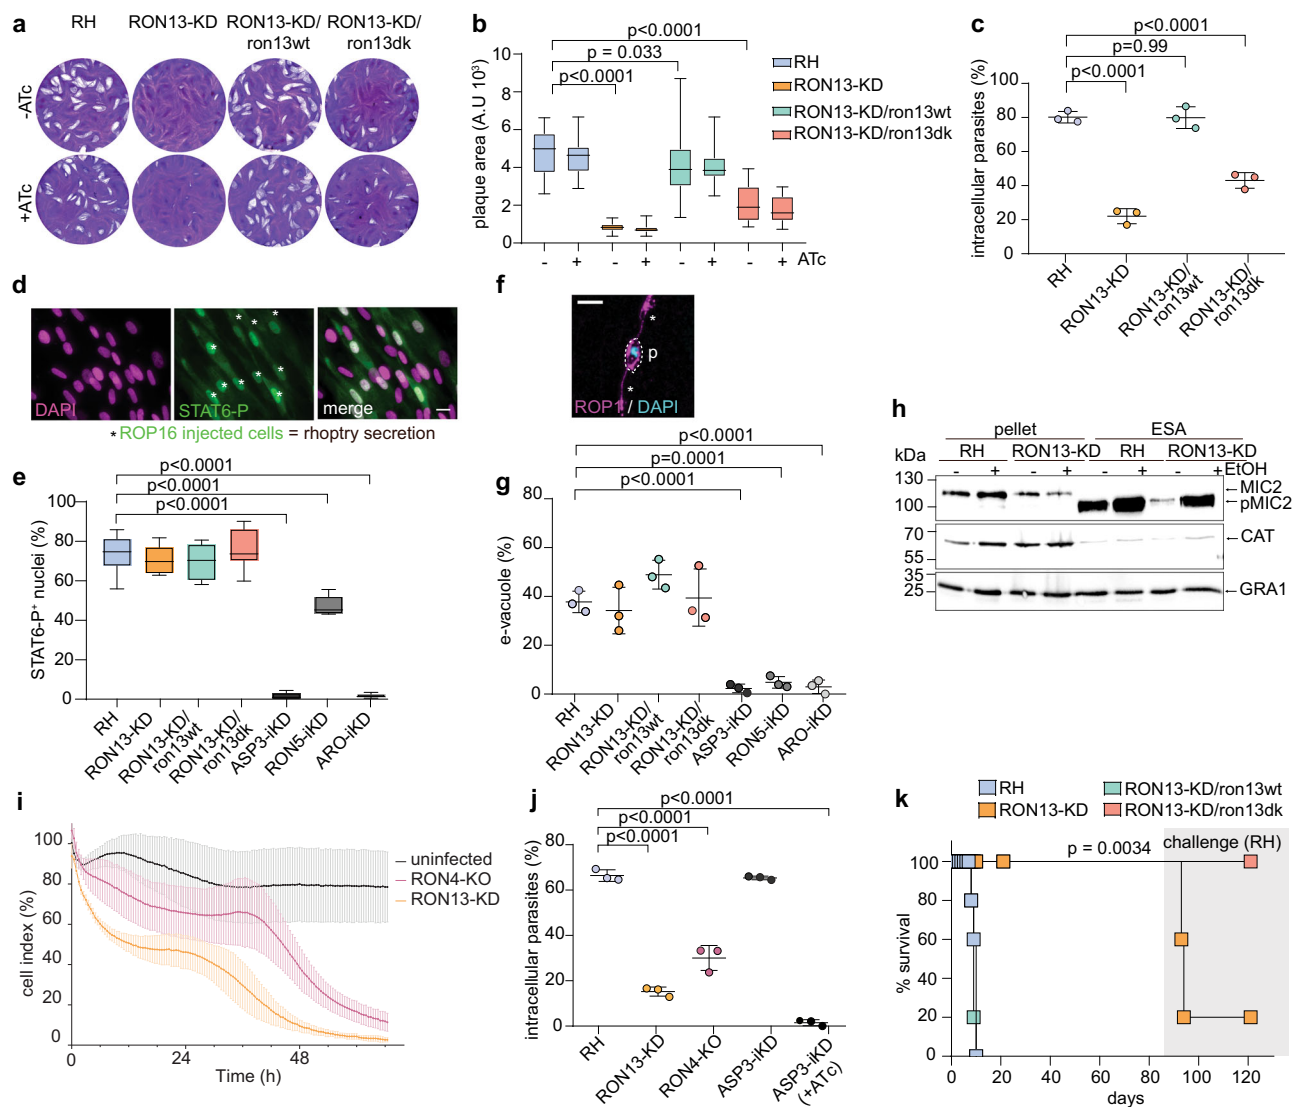 a
RH
RON13-KD
RON13-KD/
ron13wt
RON13-KD/
ron13dk
-ATc
+ATc
b
p<0.0001
p = 0.033
p<0.0001
plaque area (A.U 10³)
10
8
6
4
2
0
- + - + - + - + ATc
RH
RON13-KD
RON13-KD/ron13wt
RON13-KD/ron13dk
c
p<0.0001
p=0.99
p<0.0001
intracellular parasites (%)
100
80
60
40
20
0
RH
RON13-KD
RON13-KD/
ron13wt
RON13-KD/
ron13dk
d
DAPI
STAT6-P
merge
* ROP16 injected cells = rhoptry secretion
e
p<0.0001
p<0.0001
p<0.0001
STAT6-P⁺ nuclei (%)
100
80
60
40
20
0
RH
RON13-KD
RON13-KD/
ron13wt
RON13-KD/
ron13dk
ASP3-iKD
RON5-iKD
ARO-iKD
f
p
ROP1 / DAPI
g
p<0.0001
p=0.0001
p<0.0001
e-vacuole (%)
80
60
40
20
0
RH
RON13-KD
RON13-KD/
ron13wt
RON13-KD/
ron13dk
ASP3-iKD
RON5-iKD
ARO-iKD
h
pellet ESA
kDa RH RON13-KD RH RON13-KD
- + - + - + - + EtOH
130
100
←MIC2
←pMIC2
70
55
←CAT
35
25
←GRA1
i
cell index (%)
100
80
60
40
20
0
0 24 48
Time (h)
uninfected
RON4-KO
RON13-KD
j
p<0.0001
p<0.0001
p<0.0001
intracellular parasites (%)
80
60
40
20
0
RH
RON13-KD
RON4-KO
ASP3-iKD
ASP3-iKD
(+ATc)
k
RH
RON13-KD
RON13-KD/ron13wt
RON13-KD/ron13dk
p = 0.0034
challenge (RH)
% survival
100
80
60
40
20
0
0 20 40 60 80 100 120
days